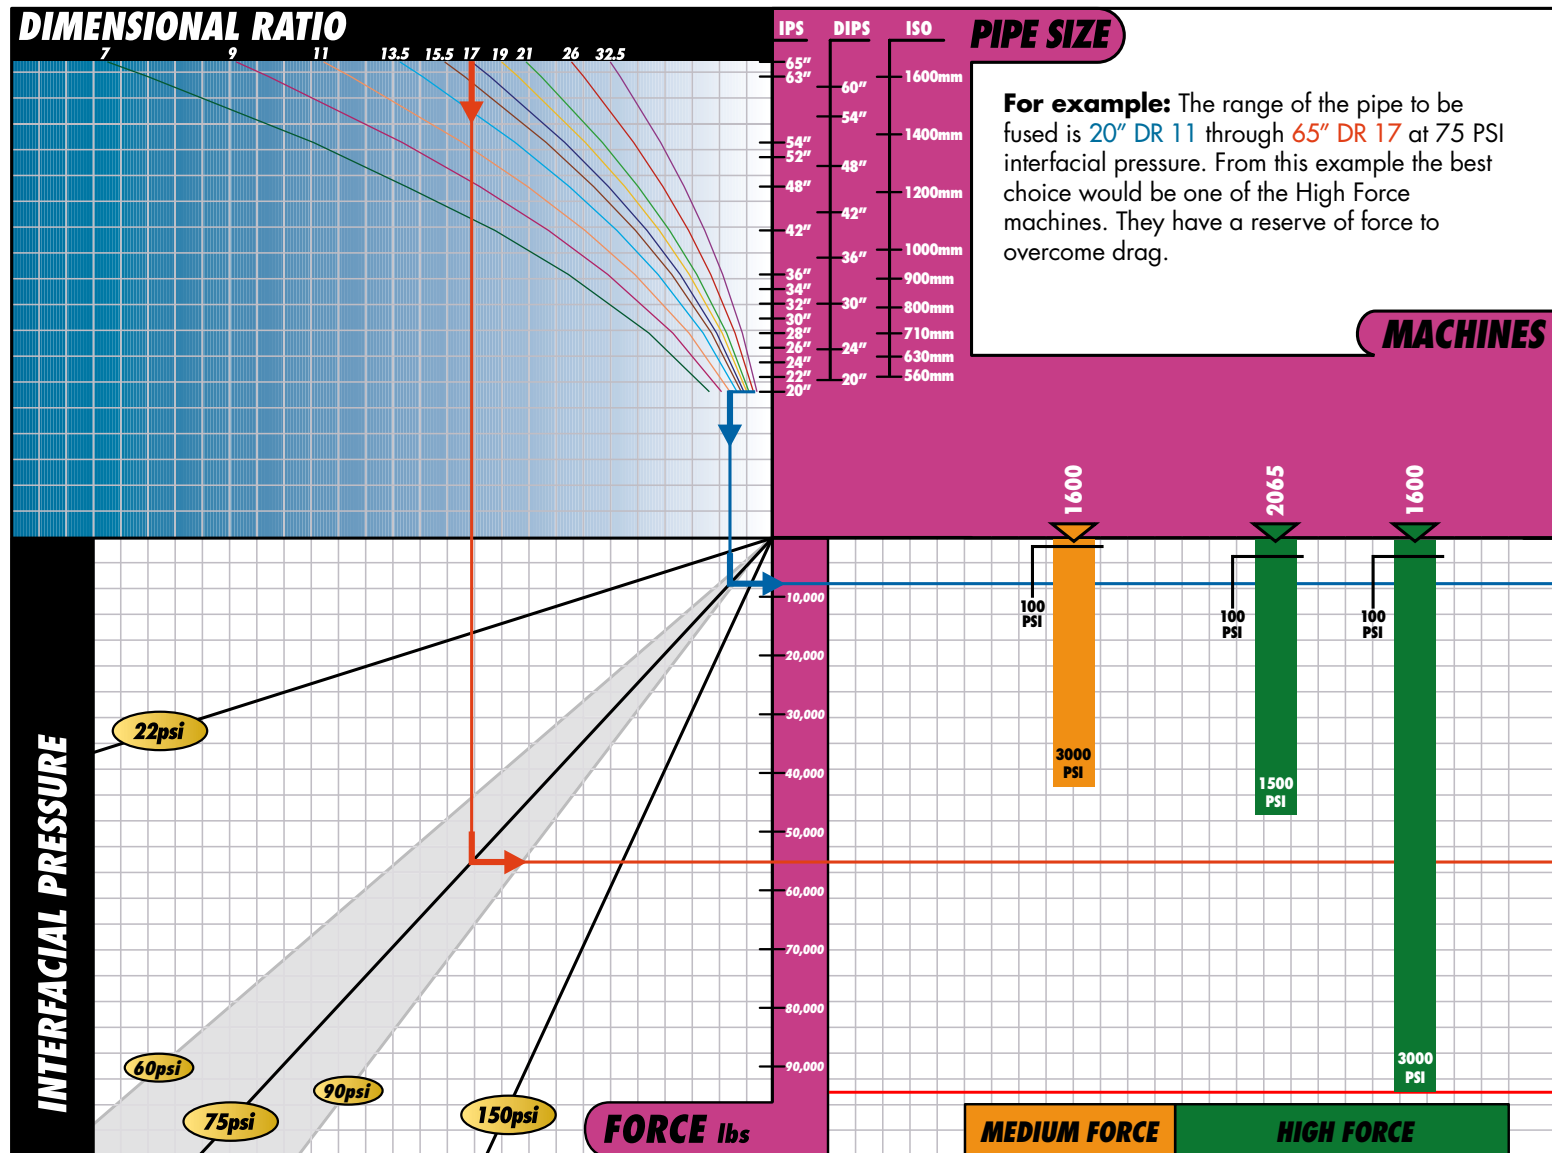 DIMENSIONAL RATIO
7 9 11 13.5 15.5 17 19 21 26 32.5
IPS DIPS ISO
PIPE SIZE
65″
63″
54″
52″
48″
42″
36″
34″
32″
30″
28″
26″
24″
22″
20″
60″
54″
48″
42″
36″
30″
24″
20″
1600mm
1400mm
1200mm
1000mm
900mm
800mm
710mm
630mm
560mm
For example: The range of the pipe to be
fused is 20″ DR 11 through 65″ DR 17 at 75 PSI
interfacial pressure. From this example the best
choice would be one of the High Force
machines. They have a reserve of force to
overcome drag.
MACHINES
1600
2065
1600
100
PSI
100
PSI
100
PSI
3000
PSI
1500
PSI
3000
PSI
INTERFACIAL PRESSURE
22psi
60psi
75psi
90psi
150psi
10,000
20,000
30,000
40,000
50,000
60,000
70,000
80,000
90,000
FORCE lbs
MEDIUM FORCE
HIGH FORCE